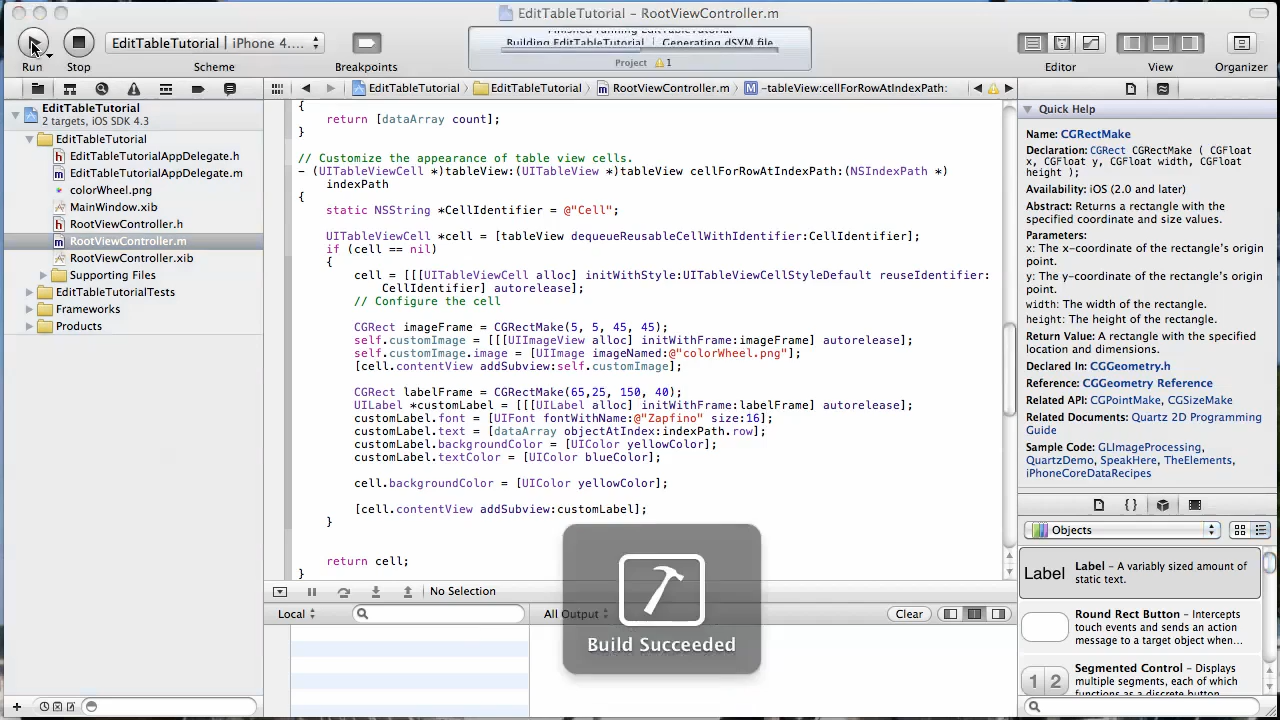 EditTableTutorial – RootViewController.m
Run
Stop
EditTableTutorial | iPhone 4....
Scheme
Breakpoints
Finished running EditTableTutorial
Building EditTableTutorial | Generating dSYM file
Project 1
Editor
View
Organizer
EditTableTutorial
2 targets, iOS SDK 4.3
EditTableTutorial
h EditTableTutorialAppDelegate.h
m EditTableTutorialAppDelegate.m
colorWheel.png
MainWindow.xib
h RootViewController.h
m RootViewController.m
RootViewController.xib
Supporting Files
EditTableTutorialTests
Frameworks
Products
EditTableTutorial
EditTableTutorial
m RootViewController.m
M -tableView:cellForRowAtIndexPath:
{
return [dataArray count];
}
// Customize the appearance of table view cells.
- (UITableViewCell *)tableView:(UITableView *)tableView cellForRowAtIndexPath:(NSIndexPath *)
indexPath
{
static NSString *CellIdentifier = @"Cell";
UITableViewCell *cell = [tableView dequeueReusableCellWithIdentifier:CellIdentifier];
if (cell == nil)
{
cell = [[[UITableViewCell alloc] initWithStyle:UITableViewCellStyleDefault reuseIdentifier:
CellIdentifier] autorelease];
// Configure the cell
CGRect imageFrame = CGRectMake(5, 5, 45, 45);
self.customImage = [[[UIImageView alloc] initWithFrame:imageFrame] autorelease];
self.customImage.image = [UIImage imageNamed:@"colorWheel.png"];
[cell.contentView addSubview:self.customImage];
CGRect labelFrame = CGRectMake(65,25, 150, 40);
UILabel *customLabel = [[[UILabel alloc] initWithFrame:labelFrame] autorelease];
customLabel.font = [UIFont fontWithName:@"Zapfino" size:16];
customLabel.text = [dataArray objectAtIndex:indexPath.row];
customLabel.backgroundColor = [UIColor yellowColor];
customLabel.textColor = [UIColor blueColor];
cell.backgroundColor = [UIColor yellowColor];
[cell.contentView addSubview:customLabel];
}
return cell;
}
Build Succeeded
No Selection
Local
All Output
Clear
Quick Help
Name: CGRectMake
Declaration: CGRect CGRectMake ( CGFloat
x, CGFloat y, CGFloat width, CGFloat
height );
Availability: iOS (2.0 and later)
Abstract: Returns a rectangle with the
specified coordinate and size values.
Parameters:
x: The x-coordinate of the rectangle's origin
point.
y: The y-coordinate of the rectangle's origin
point.
width: The width of the rectangle.
height: The height of the rectangle.
Return Value: A rectangle with the specified
location and dimensions.
Declared In: CGGeometry.h
Reference: CGGeometry Reference
Related API: CGPointMake, CGSizeMake
Related Documents: Quartz 2D Programming
Guide
Sample Code: GLImageProcessing,
QuartzDemo, SpeakHere, TheElements,
iPhoneCoreDataRecipes
{ }
Objects
Label
Label – A variably sized amount of
static text.
Round Rect Button – Intercepts
touch events and sends an action
message to a target object when...
1 2
Segmented Control – Displays
multiple segments, each of which
functions as a discrete button.